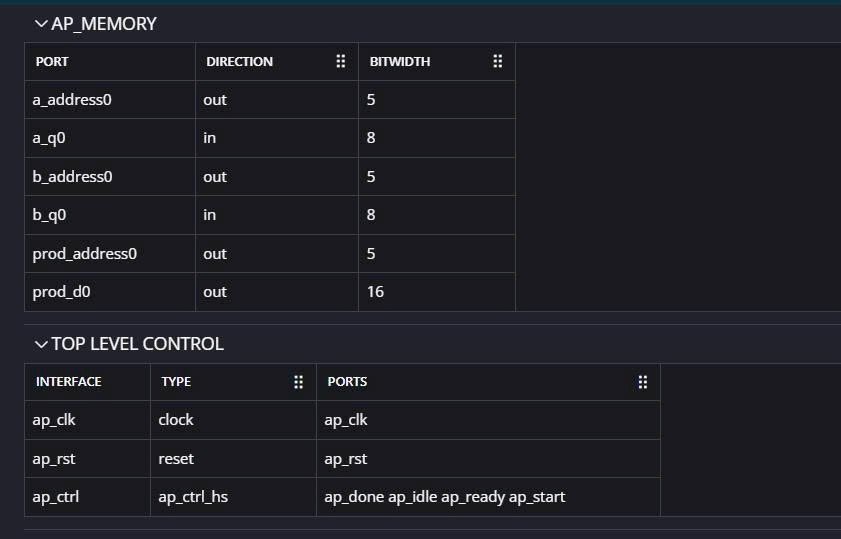 AP_MEMORY
PORT DIRECTION BITWIDTH
a_address0 out 5
a_q0 in 8
b_address0 out 5
b_q0 in 8
prod_address0 out 5
prod_d0 out 16
TOP LEVEL CONTROL
INTERFACE TYPE PORTS
ap_clk clock ap_clk
ap_rst reset ap_rst
ap_ctrl ap_ctrl_hs ap_done ap_idle ap_ready ap_start